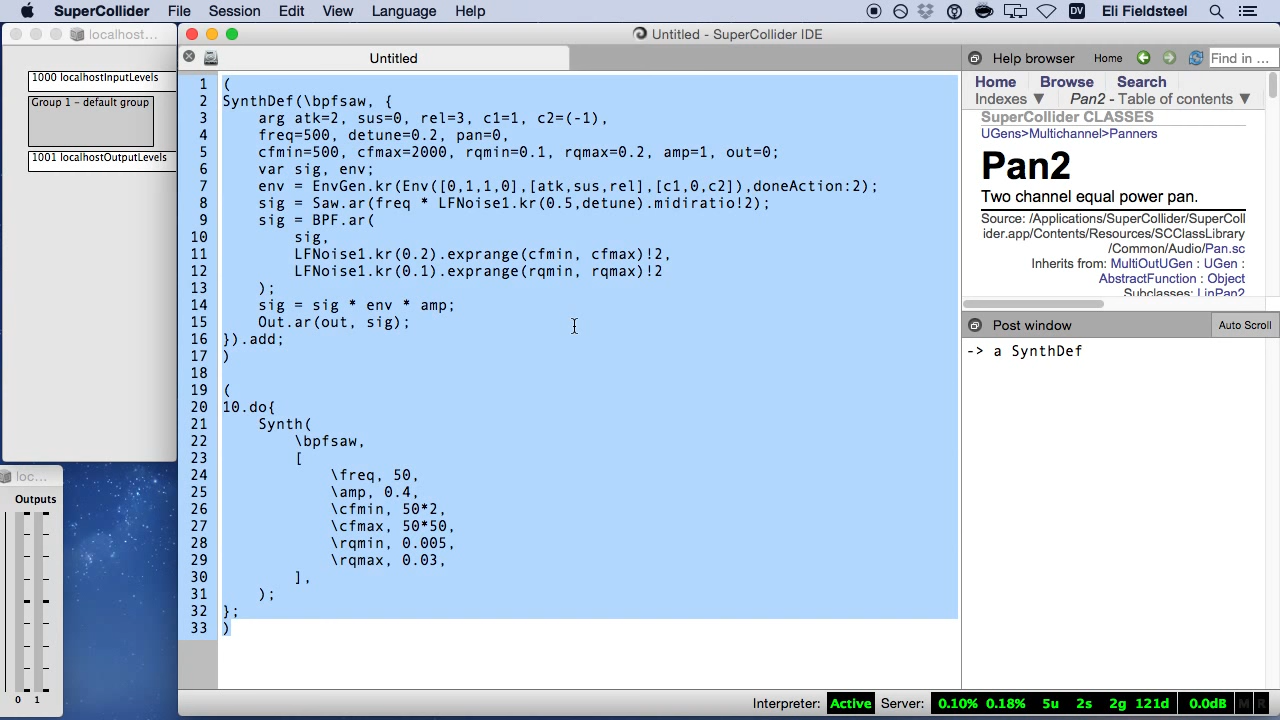 SuperCollider File Session Edit View Language Help DV Eli Fieldsteel
localhost...
1000 localhostInputLevels
Group 1 - default group
1001 localhostOutputLevels
loc...
Outputs
0 1
Untitled - SuperCollider IDE
Untitled
1 (
2 SynthDef(\bpfsaw, {
3 arg atk=2, sus=0, rel=3, c1=1, c2=(-1),
4 freq=500, detune=0.2, pan=0,
5 cfmin=500, cfmax=2000, rqmin=0.1, rqmax=0.2, amp=1, out=0;
6 var sig, env;
7 env = EnvGen.kr(Env([0,1,1,0],[atk,sus,rel],[c1,0,c2]),doneAction:2);
8 sig = Saw.ar(freq * LFNoise1.kr(0.5,detune).midiratio!2);
9 sig = BPF.ar(
10 sig,
11 LFNoise1.kr(0.2).exprange(cfmin, cfmax)!2,
12 LFNoise1.kr(0.1).exprange(rqmin, rqmax)!2
13 );
14 sig = sig * env * amp;
15 Out.ar(out, sig);
16 }).add;
17 )
18
19 (
20 10.do{
21 Synth(
22 \bpfsaw,
23 [
24 \freq, 50,
25 \amp, 0.4,
26 \cfmin, 50*2,
27 \cfmax, 50*50,
28 \rqmin, 0.005,
29 \rqmax, 0.03,
30 ],
31 );
32 };
33 )
Help browser Home Find in ...
Home Browse Search
Indexes ▼ Pan2 - Table of contents ▼
SuperCollider CLASSES
UGens>Multichannel>Panners
Pan2
Two channel equal power pan.
Source: /Applications/SuperCollider/SuperColl
ider.app/Contents/Resources/SCClassLibrary
/Common/Audio/Pan.sc
Inherits from: MultiOutUGen : UGen :
AbstractFunction : Object
Subclasses: LinPan2
Post window Auto Scroll
-> a SynthDef
Interpreter: Active Server: 0.10% 0.18% 5u 2s 2g 121d 0.0dB M R